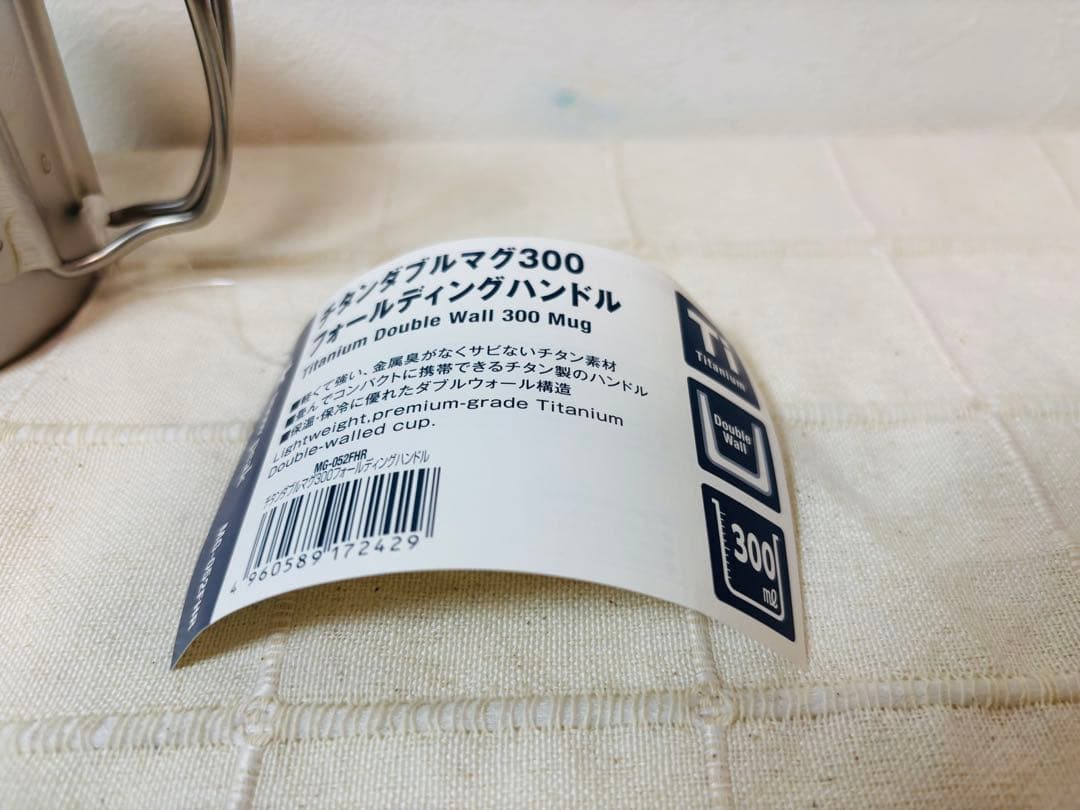 チタンダブルマグ300
フォールディングハンドル
Titanium Double Wall 300 Mug
■軽くて強い、金属臭がなくサビないチタン素材
■畳んでコンパクトに携帯できるチタン製のハンドル
■保温・保冷に優れたダブルウォール構造
Lightweight,premium-grade Titanium
Double-walled cup.
MG-052FHR
チタンダブルマグ300フォールディングハンドル
4 960589 172429
Ti
Titanium
Double
Wall
300
ml
MG-052FHR